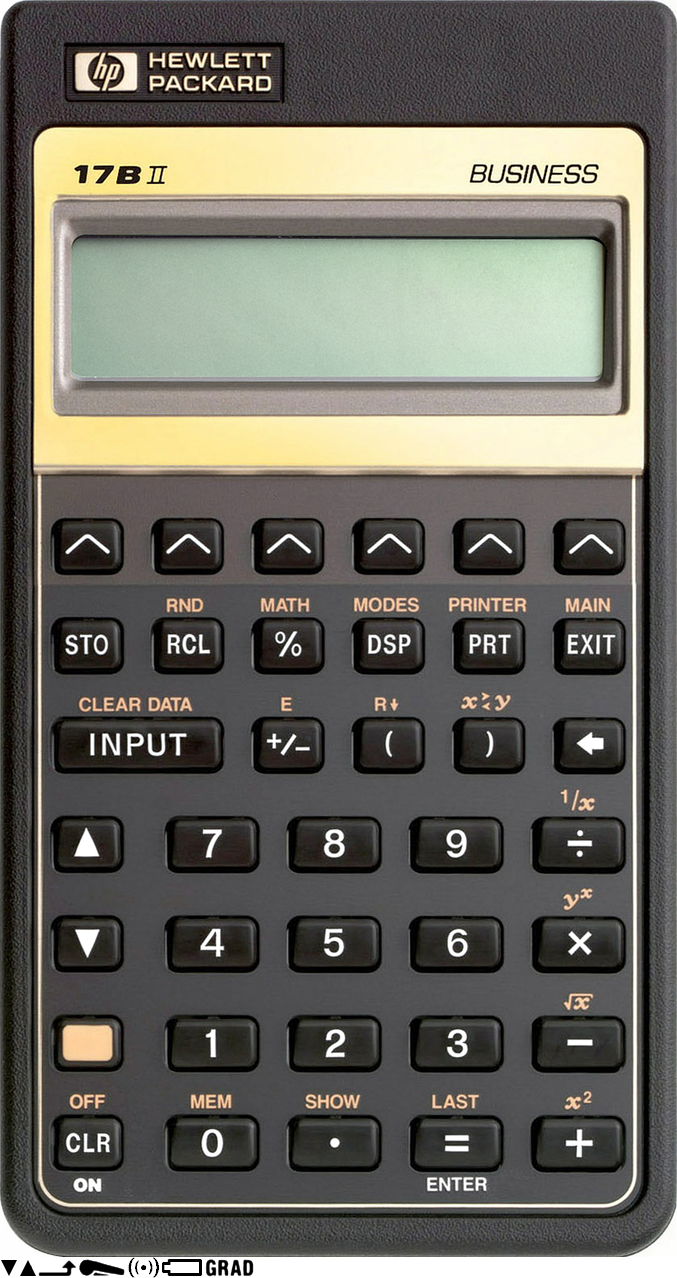 hp HEWLETT
PACKARD
17BII BUSINESS
RND MATH MODES PRINTER MAIN
STO RCL % DSP PRT EXIT
CLEAR DATA E R↓ x≷y
INPUT +/− ( ) ←
1/x
▲ 7 8 9 ÷
yˣ
▼ 4 5 6 ×
√x
1 2 3 −
OFF MEM SHOW LAST x²
CLR 0 · = +
ON ENTER
GRAD